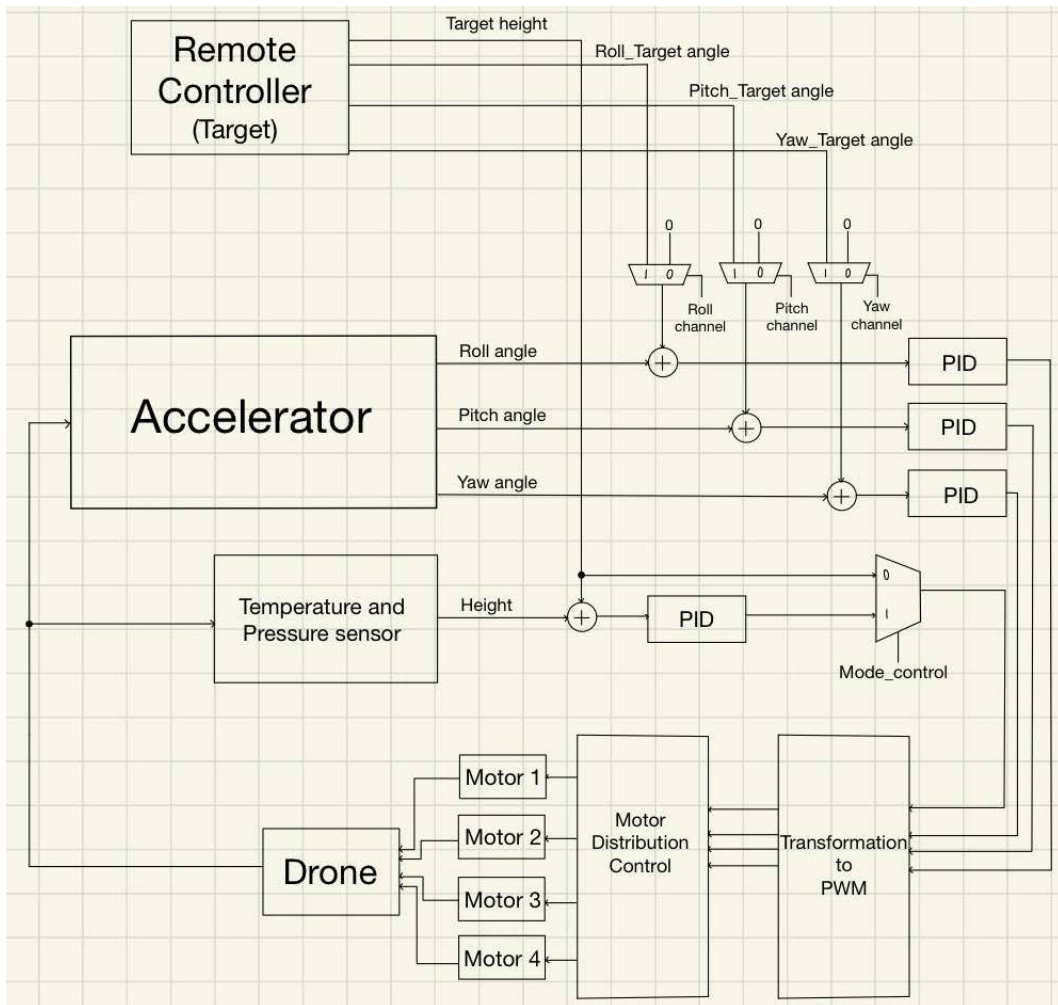 Target height
Remote
Controller
(Target)
Roll_Target angle
Pitch_Target angle
Yaw_Target angle
0
0
0
1 0
1 0
1 0
Roll
channel
Pitch
channel
Yaw
channel
Roll angle
+
PID
Accelerator
Pitch angle
+
PID
Yaw angle
+
PID
0
Temperature and
Pressure sensor
Height
+
PID
1
Mode_control
Motor 1
Motor 2
Motor 3
Motor 4
Drone
Motor
Distribution
Control
Transformation
to
PWM